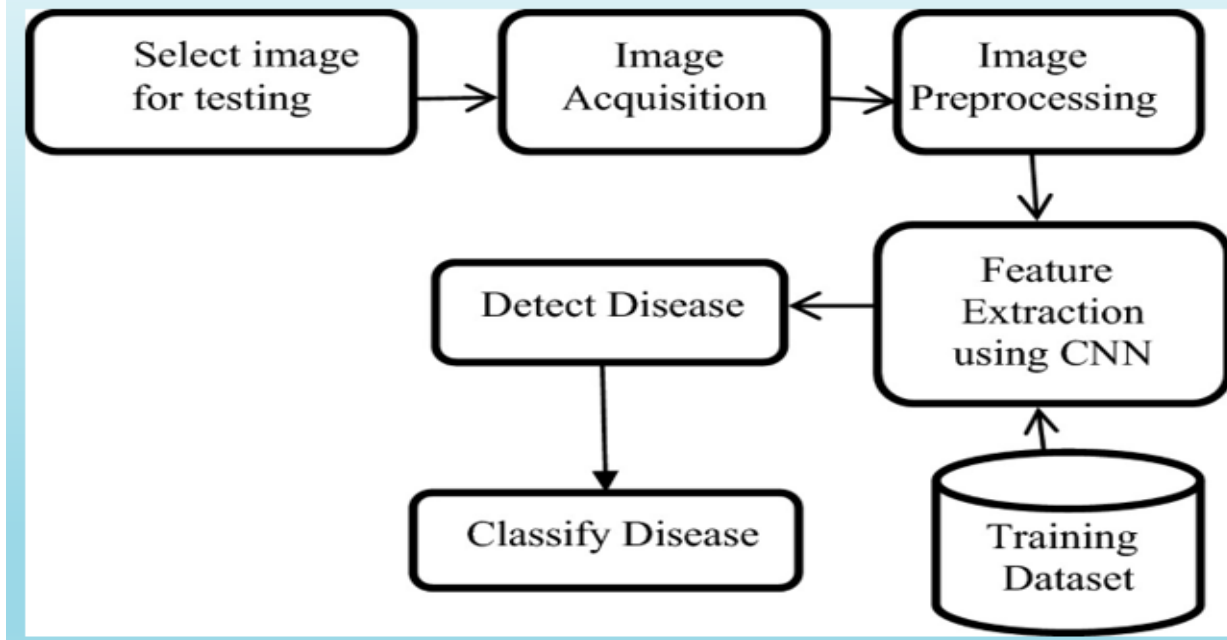 Select image
for testing
Image
Acquisition
Image
Preprocessing
Feature
Extraction
using CNN
Detect Disease
Classify Disease
Training
Dataset